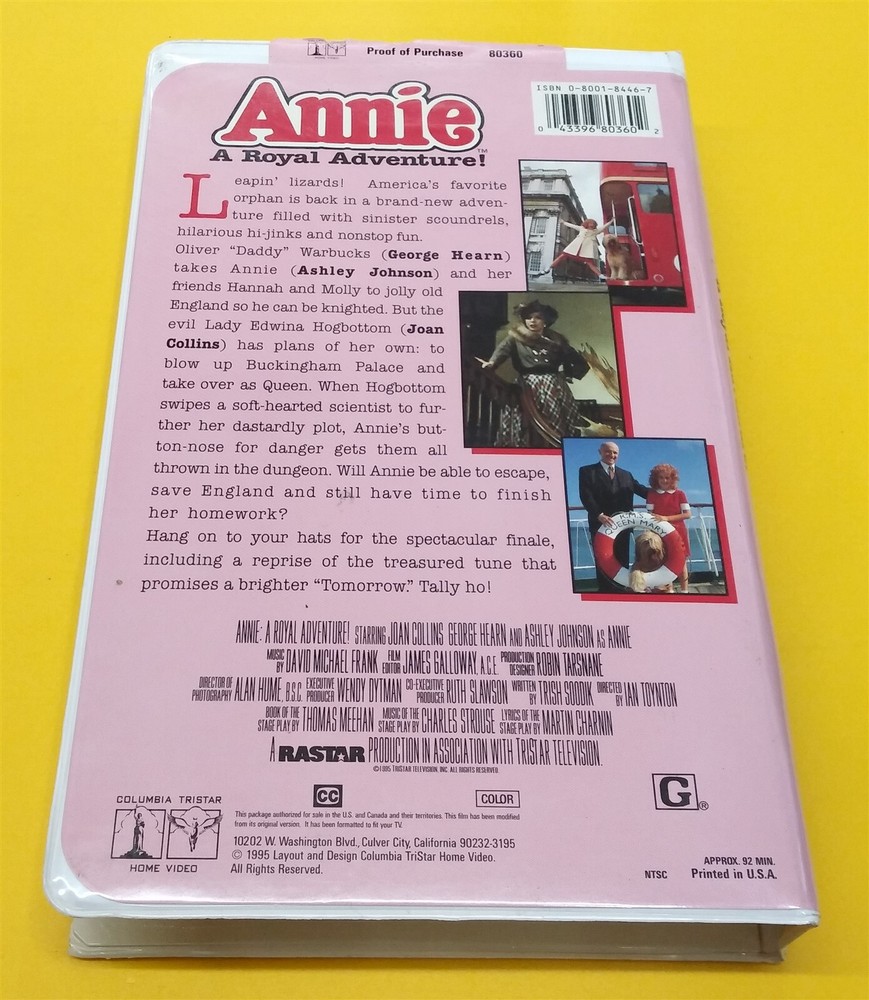 Proof of Purchase 80360
HOME VIDEO
ISBN 0-8001-8446-7
0 43396 80360 2
Annie ™
A Royal Adventure!
Leapin' lizards! America's favorite
orphan is back in a brand-new adven-
ture filled with sinister scoundrels,
hilarious hi-jinks and nonstop fun.
Oliver "Daddy" Warbucks (George Hearn)
takes Annie (Ashley Johnson) and her
friends Hannah and Molly to jolly old
England so he can be knighted. But the
evil Lady Edwina Hogbottom (Joan
Collins) has plans of her own: to
blow up Buckingham Palace and
take over as Queen. When Hogbottom
swipes a soft-hearted scientist to fur-
ther her dastardly plot, Annie's but-
ton-nose for danger gets them all
thrown in the dungeon. Will Annie be able to escape,
save England and still have time to finish
her homework?
Hang on to your hats for the spectacular finale,
including a reprise of the treasured tune that
promises a brighter "Tomorrow." Tally ho!
R.M.S.
QUEEN MARY
ANNIE: A ROYAL ADVENTURE! STARRING JOAN COLLINS GEORGE HEARN AND ASHLEY JOHNSON AS ANNIE
MUSIC BY DAVID MICHAEL FRANK FILM EDITOR JAMES GALLOWAY, A.C.E. PRODUCTION DESIGNER ROBIN TARSNANE
DIRECTOR OF PHOTOGRAPHY ALAN HUME, B.S.C. EXECUTIVE PRODUCER WENDY DYTMAN CO-EXECUTIVE PRODUCER RUTH SLAWSON WRITTEN BY TRISH SOODIK DIRECTED BY IAN TOYNTON
BOOK OF THE STAGE PLAY BY THOMAS MEEHAN MUSIC OF THE STAGE PLAY BY CHARLES STROUSE LYRICS OF THE STAGE PLAY BY MARTIN CHARNIN
A RASTAR PRODUCTION IN ASSOCIATION WITH TRISTAR TELEVISION.
©1995 TRISTAR TELEVISION, INC. ALL RIGHTS RESERVED.
COLUMBIA TRISTAR
HOME VIDEO
CC
COLOR
G®
This package authorized for sale in the U.S. and Canada and their territories. This film has been modified
from its original version. It has been formatted to fit your TV.
10202 W. Washington Blvd., Culver City, California 90232-3195
© 1995 Layout and Design Columbia TriStar Home Video.
All Rights Reserved.
APPROX. 92 MIN.
NTSC Printed in U.S.A.